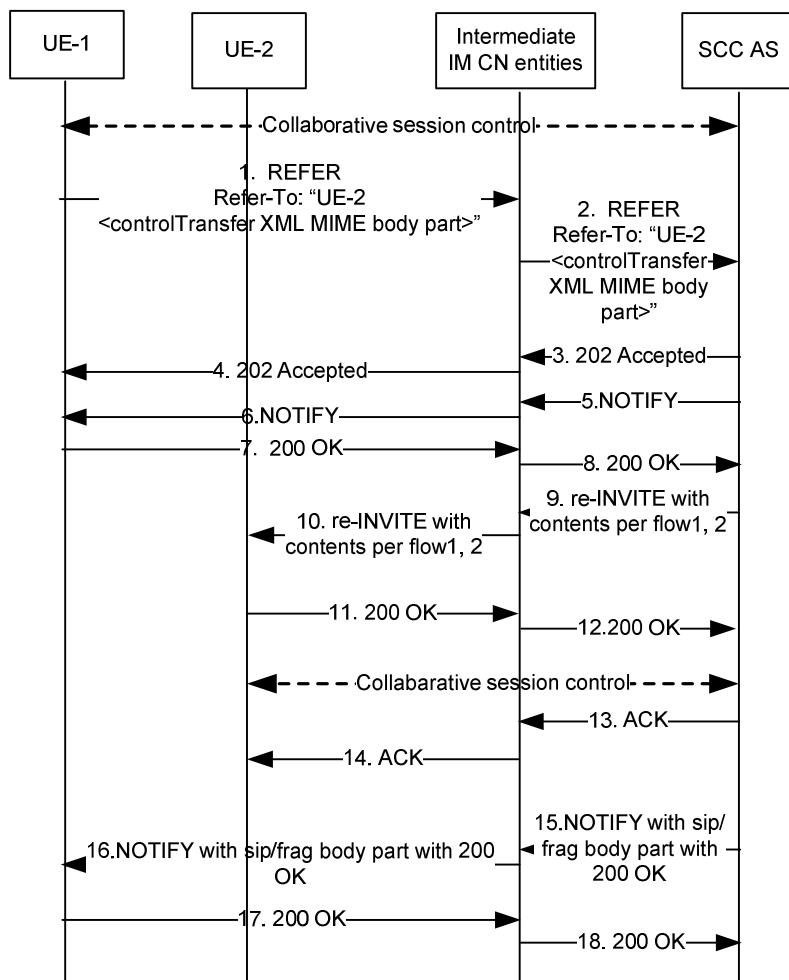 UE-1
UE-2
Intermediate
IM CN entities
SCC AS
Collaborative session control
1. REFER
Refer-To: “UE-2
<controlTransfer XML MIME body part>”
2. REFER
Refer-To: “UE-2
<controlTransfer
XML MIME body
part>”
3. 202 Accepted
4. 202 Accepted
5.NOTIFY
6.NOTIFY
7. 200 OK
8. 200 OK
9. re-INVITE with
contents per flow1, 2
10. re-INVITE with
contents per flow1, 2
11. 200 OK
12.200 OK
Collabarative session control
13. ACK
14. ACK
15.NOTIFY with sip/
frag body part with
200 OK
16.NOTIFY with sip/frag body part with 200
OK
17. 200 OK
18. 200 OK